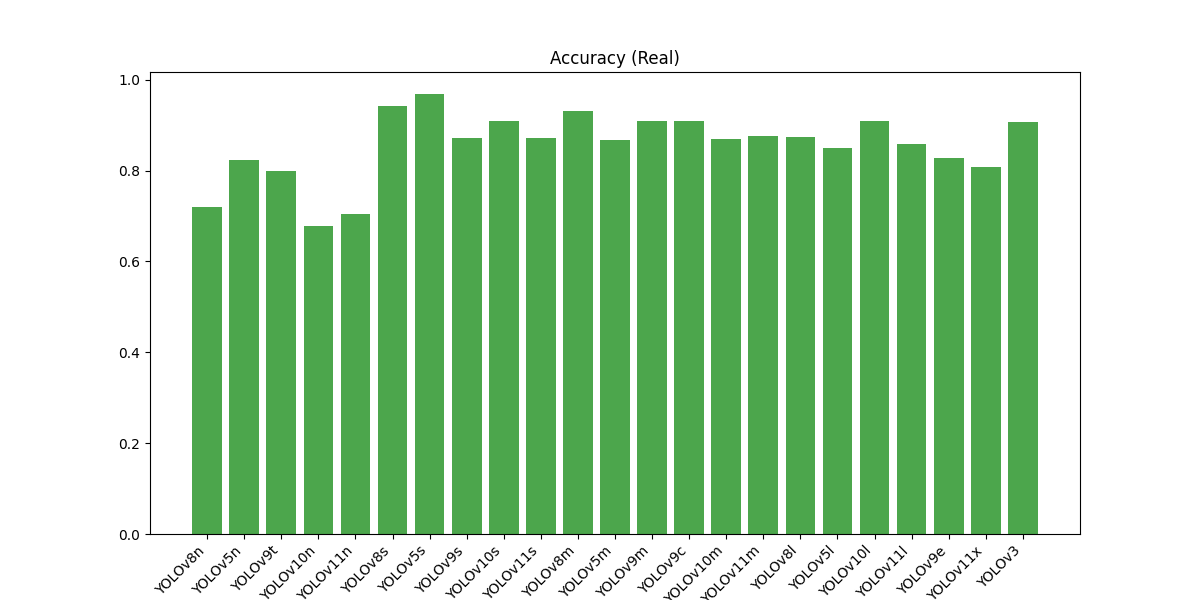 Accuracy (Real)
1.0
0.8
0.6
0.4
0.2
0.0
YOLOv8n
YOLOv5n
YOLOv9t
YOLOv10n
YOLOv11n
YOLOv8s
YOLOv5s
YOLOv9s
YOLOv10s
YOLOv11s
YOLOv8m
YOLOv5m
YOLOv9m
YOLOv9c
YOLOv10m
YOLOv11m
YOLOv8l
YOLOv5l
YOLOv10l
YOLOv11l
YOLOv9e
YOLOv11x
YOLOv3